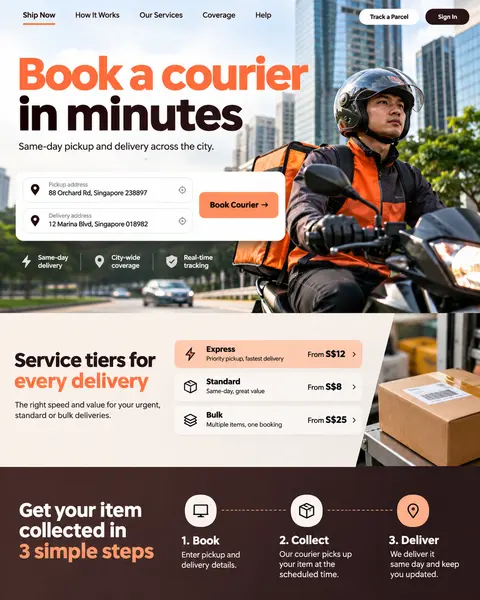 Ship Now
How It Works
Our Services
Coverage
Help
Track a Parcel
Sign In
Book a courier
in minutes
Same-day pickup and delivery across the city.
Pickup address
88 Orchard Rd, Singapore 238897
Delivery address
12 Marina Blvd, Singapore 018982
Book Courier →
Same-day
delivery
City-wide
coverage
Real-time
tracking
Service tiers for
every delivery
The right speed and value for your urgent,
standard or bulk deliveries.
Express
Priority pickup, fastest delivery
From S$12
Standard
Same-day, great value
From S$8
Bulk
Multiple items, one booking
From S$25
Get your item
collected in
3 simple steps
1. Book
Enter pickup and
delivery details.
2. Collect
Our courier picks up
your item at the
scheduled time.
3. Deliver
We deliver it
same day and keep
you updated.